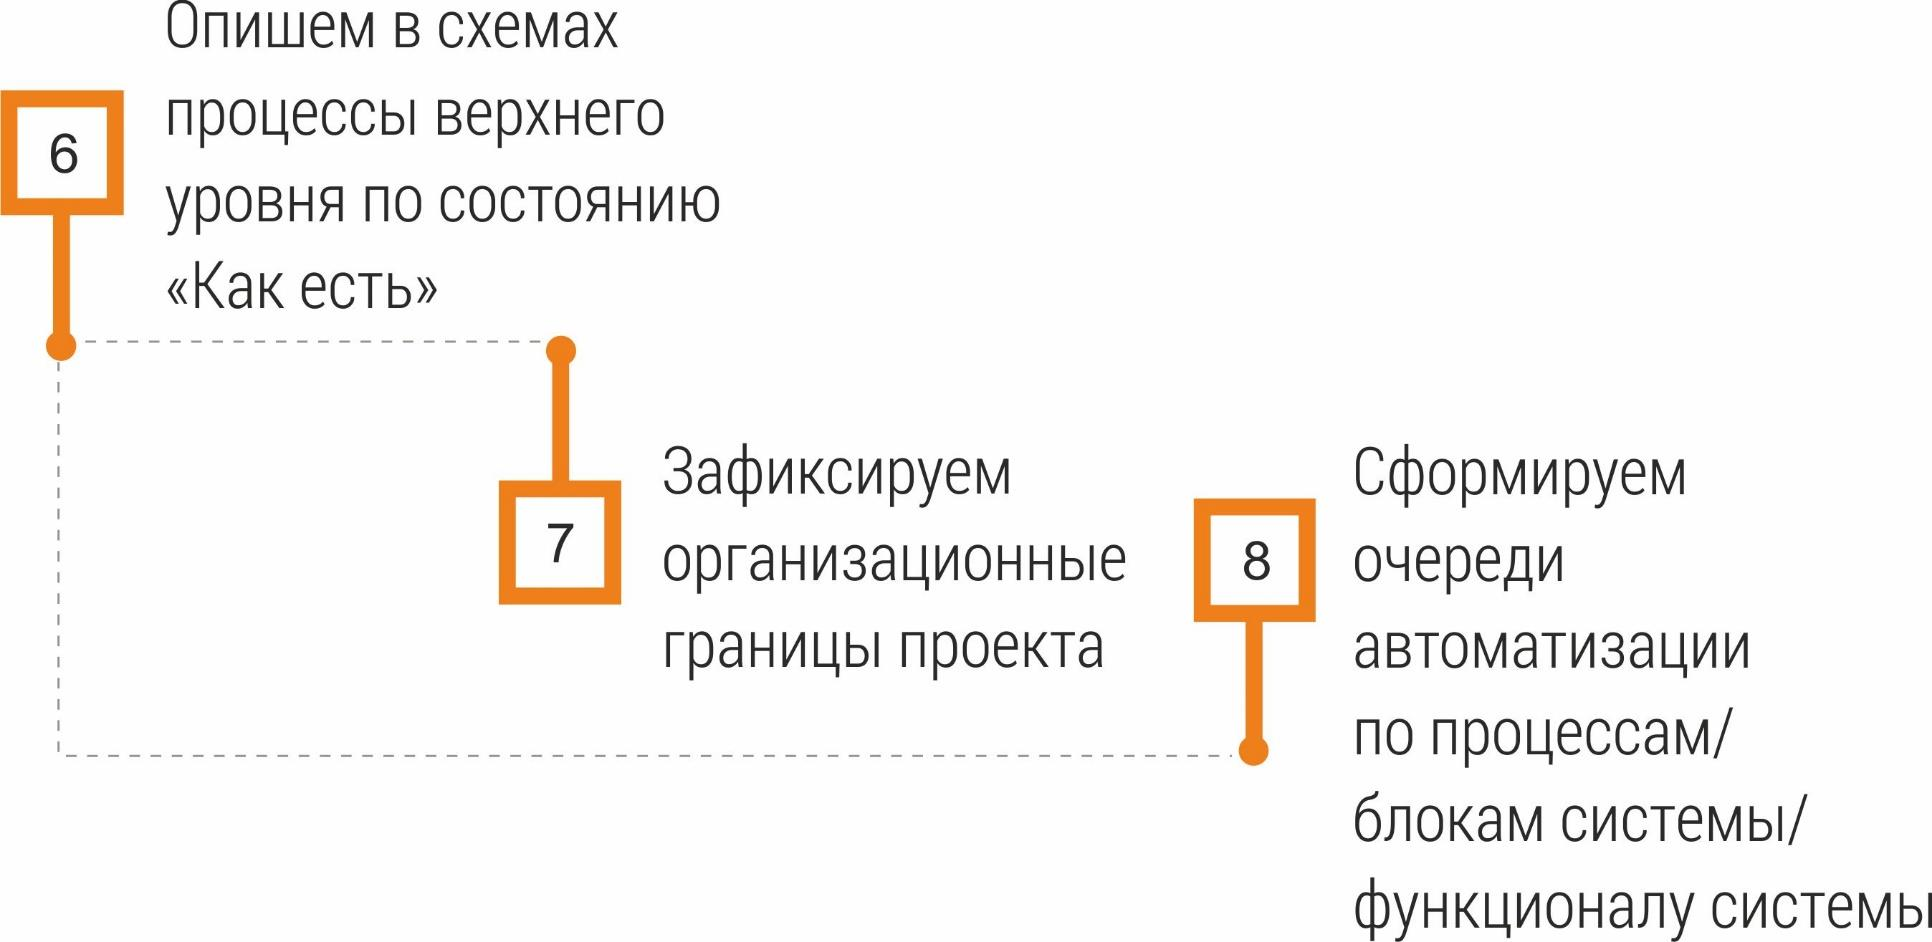 6
Опишем в схемах
процессы верхнего
уровня по состоянию
«Как есть»
7
Зафиксируем
организационные
границы проекта
8
Сформируем
очереди
автоматизации
по процессам/
блокам системы/
функционалу системы